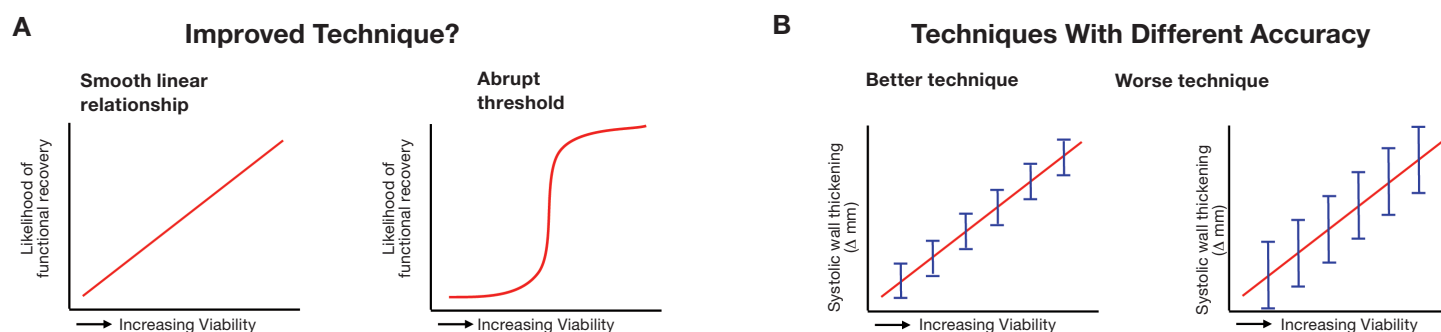 A
Improved Technique?
Smooth linear
relationship
Likelihood of
functional recovery
Increasing Viability
Abrupt
threshold
Likelihood of
functional recovery
Increasing Viability
B
Techniques With Different Accuracy
Better technique
Systolic wall thickening
(Δ mm)
Increasing Viability
Worse technique
Systolic wall thickening
(Δ mm)
Increasing Viability